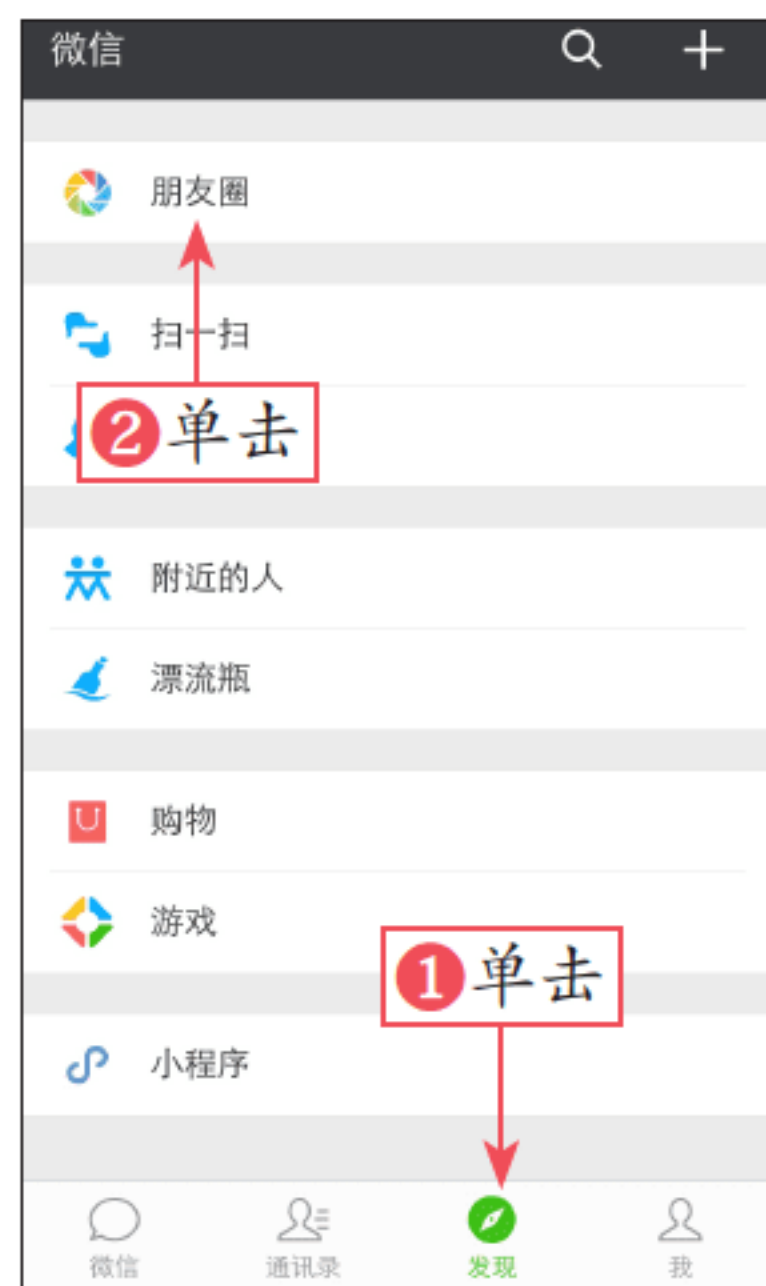 微信
朋友圈
扫一扫
2单击
附近的人
漂流瓶
购物
游戏
1单击
小程序
微信 通讯录 发现 我